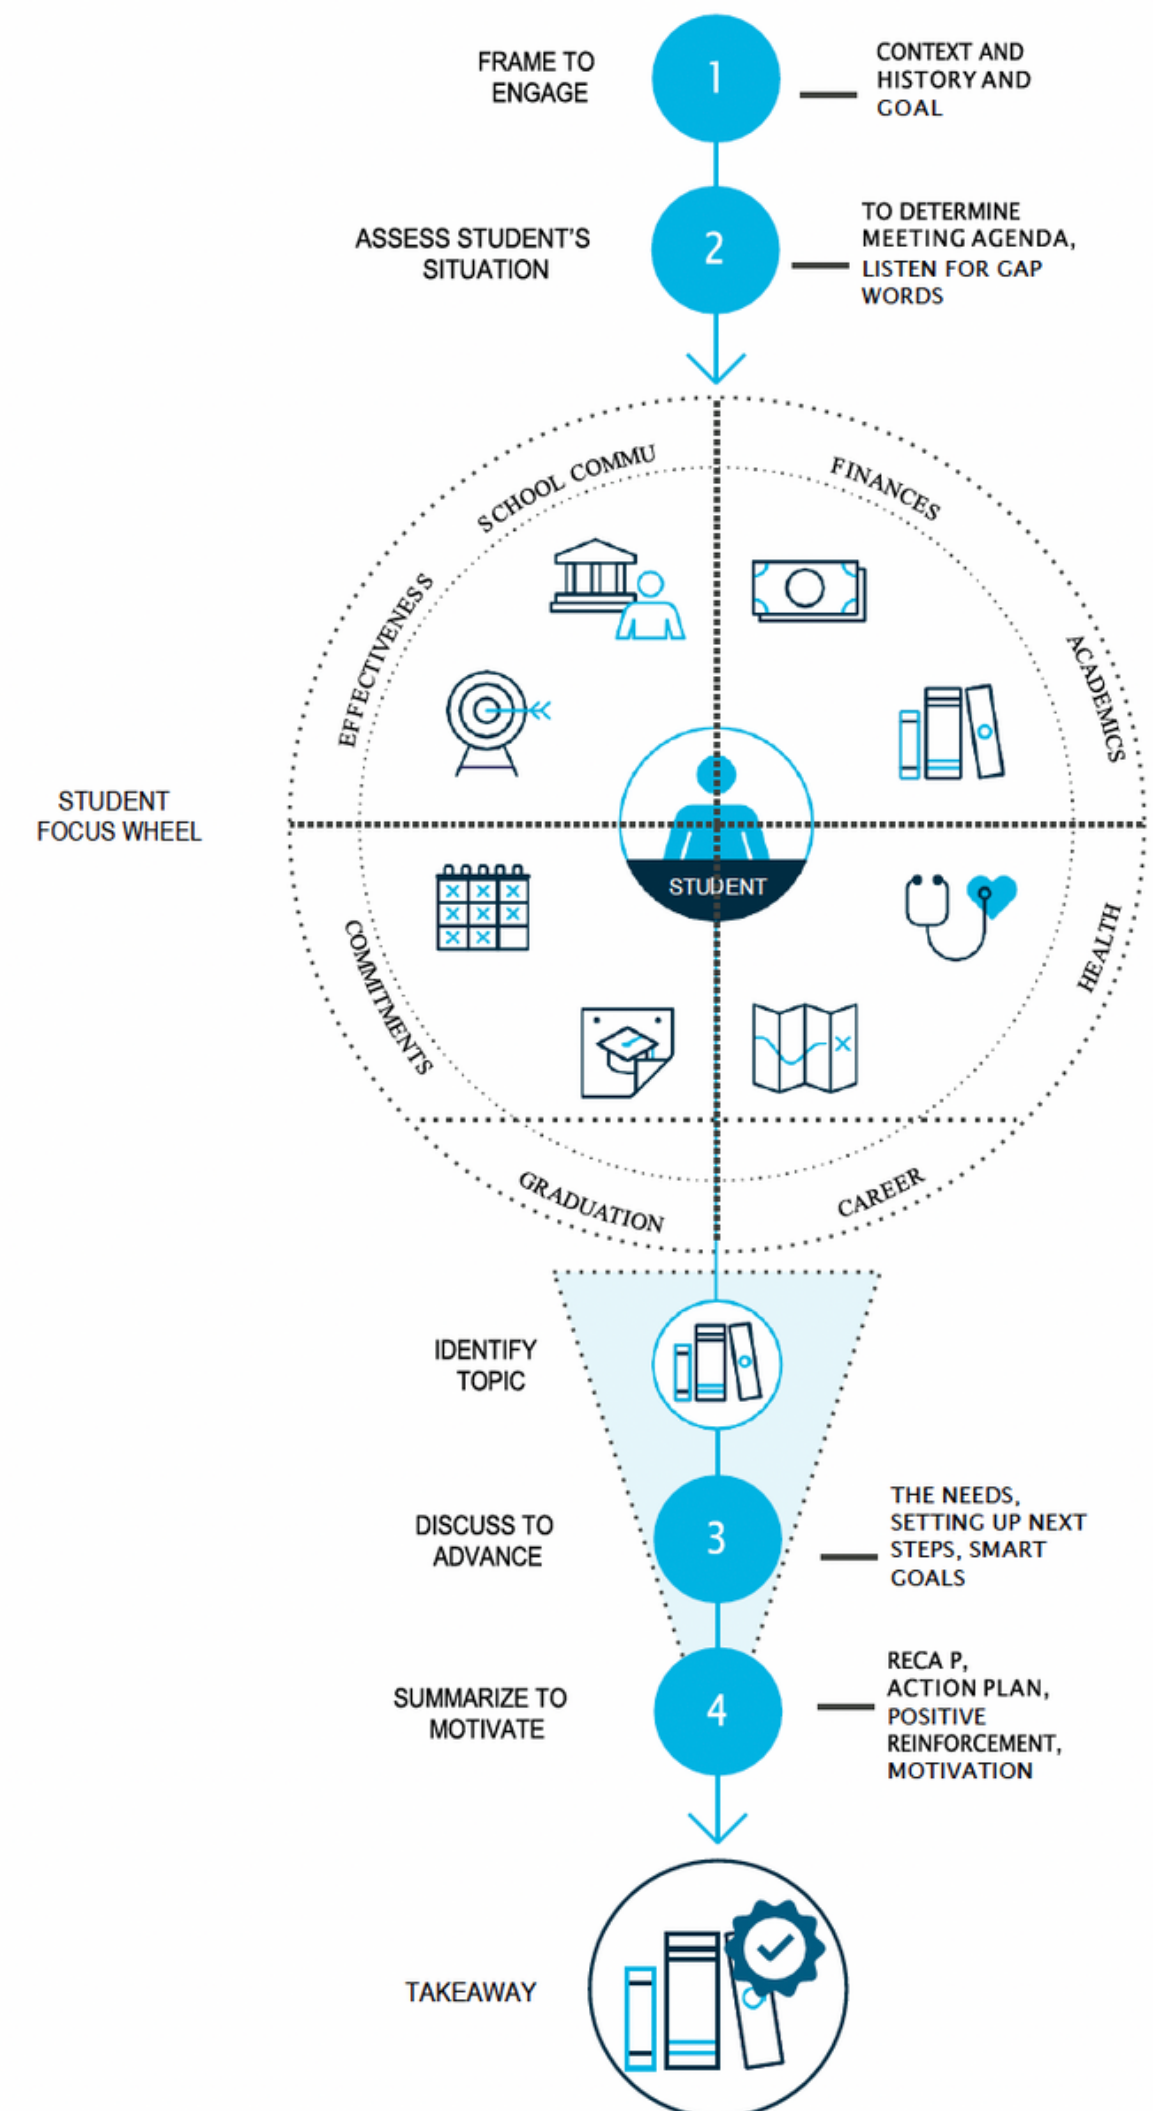 FRAME TO
ENGAGE
1
CONTEXT AND
HISTORY AND
GOAL
ASSESS STUDENT'S
SITUATION
2
TO DETERMINE
MEETING AGENDA,
LISTEN FOR GAP
WORDS
SCHOOL COMMU
FINANCES
EFFECTIVENESS
ACADEMICS
STUDENT
FOCUS WHEEL
STUDENT
COMMITMENTS
HEALTH
GRADUATION
CAREER
IDENTIFY
TOPIC
DISCUSS TO
ADVANCE
3
THE NEEDS,
SETTING UP NEXT
STEPS, SMART
GOALS
SUMMARIZE TO
MOTIVATE
4
RECA P,
ACTION PLAN,
POSITIVE
REINFORCEMENT,
MOTIVATION
TAKEAWAY